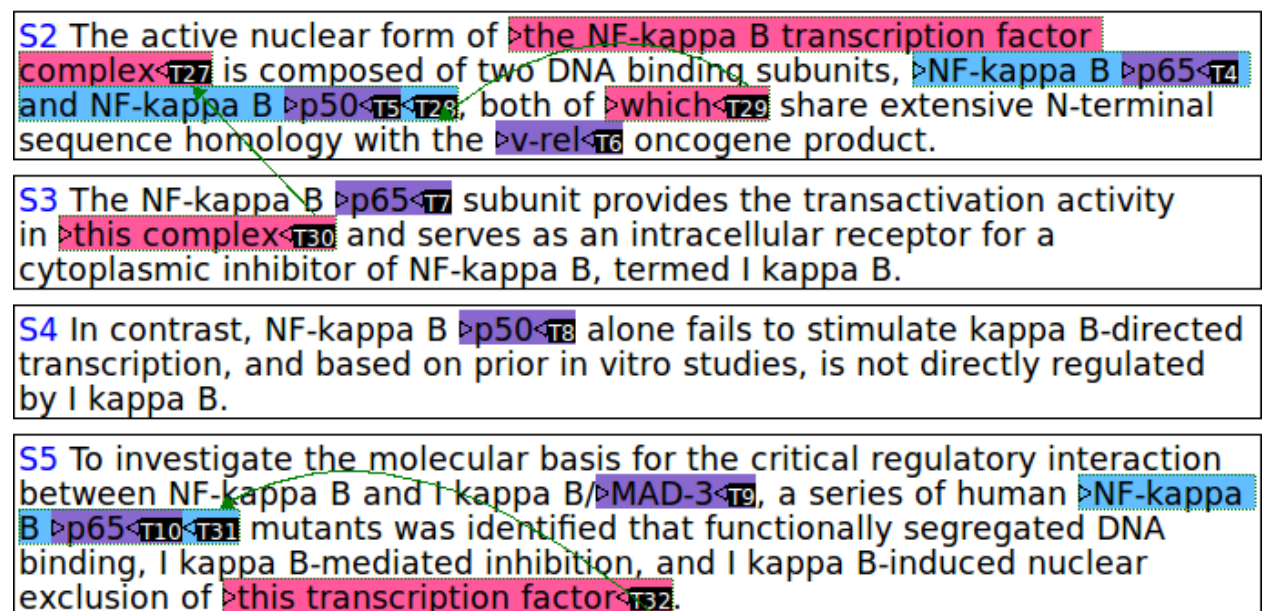 S2 The active nuclear form of ▹the NF-kappa B transcription factor
complex◃T27 is composed of two DNA binding subunits, ▹NF-kappa B ▹p65◃T4
and NF-kappa B ▹p50◃T5◃T28, both of ▹which◃T29 share extensive N-terminal
sequence homology with the ▹v-rel◃T6 oncogene product.
S3 The NF-kappa B ▹p65◃T7 subunit provides the transactivation activity
in ▹this complex◃T30 and serves as an intracellular receptor for a
cytoplasmic inhibitor of NF-kappa B, termed I kappa B.
S4 In contrast, NF-kappa B ▹p50◃T8 alone fails to stimulate kappa B-directed
transcription, and based on prior in vitro studies, is not directly regulated
by I kappa B.
S5 To investigate the molecular basis for the critical regulatory interaction
between NF-kappa B and I kappa B/▹MAD-3◃T9, a series of human ▹NF-kappa
B ▹p65◃T10◃T31 mutants was identified that functionally segregated DNA
binding, I kappa B-mediated inhibition, and I kappa B-induced nuclear
exclusion of ▹this transcription factor◃T32.